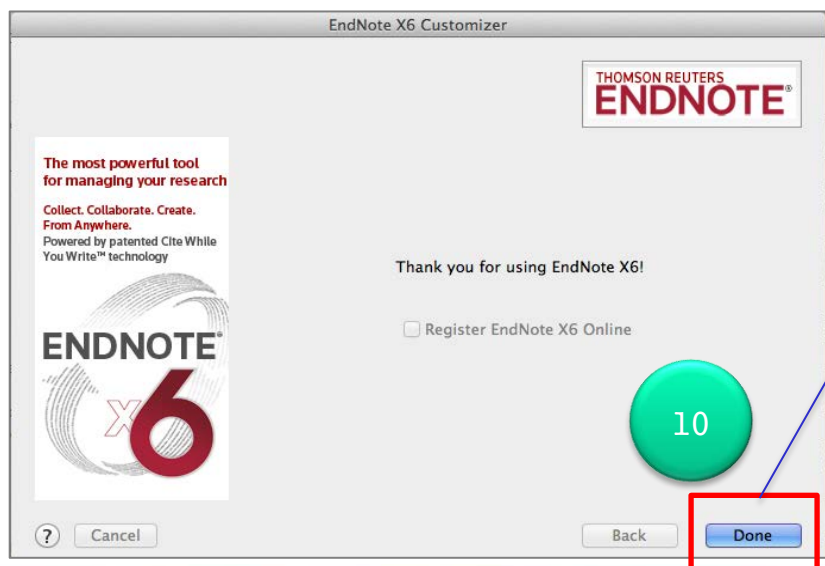 EndNote X6 Customizer
THOMSON REUTERS
ENDNOTE®
The most powerful tool
for managing your research
Collect. Collaborate. Create.
From Anywhere.
Powered by patented Cite While
You Write™ technology
ENDNOTE®
X6
Thank you for using EndNote X6!
Register EndNote X6 Online
10
? Cancel Back Done